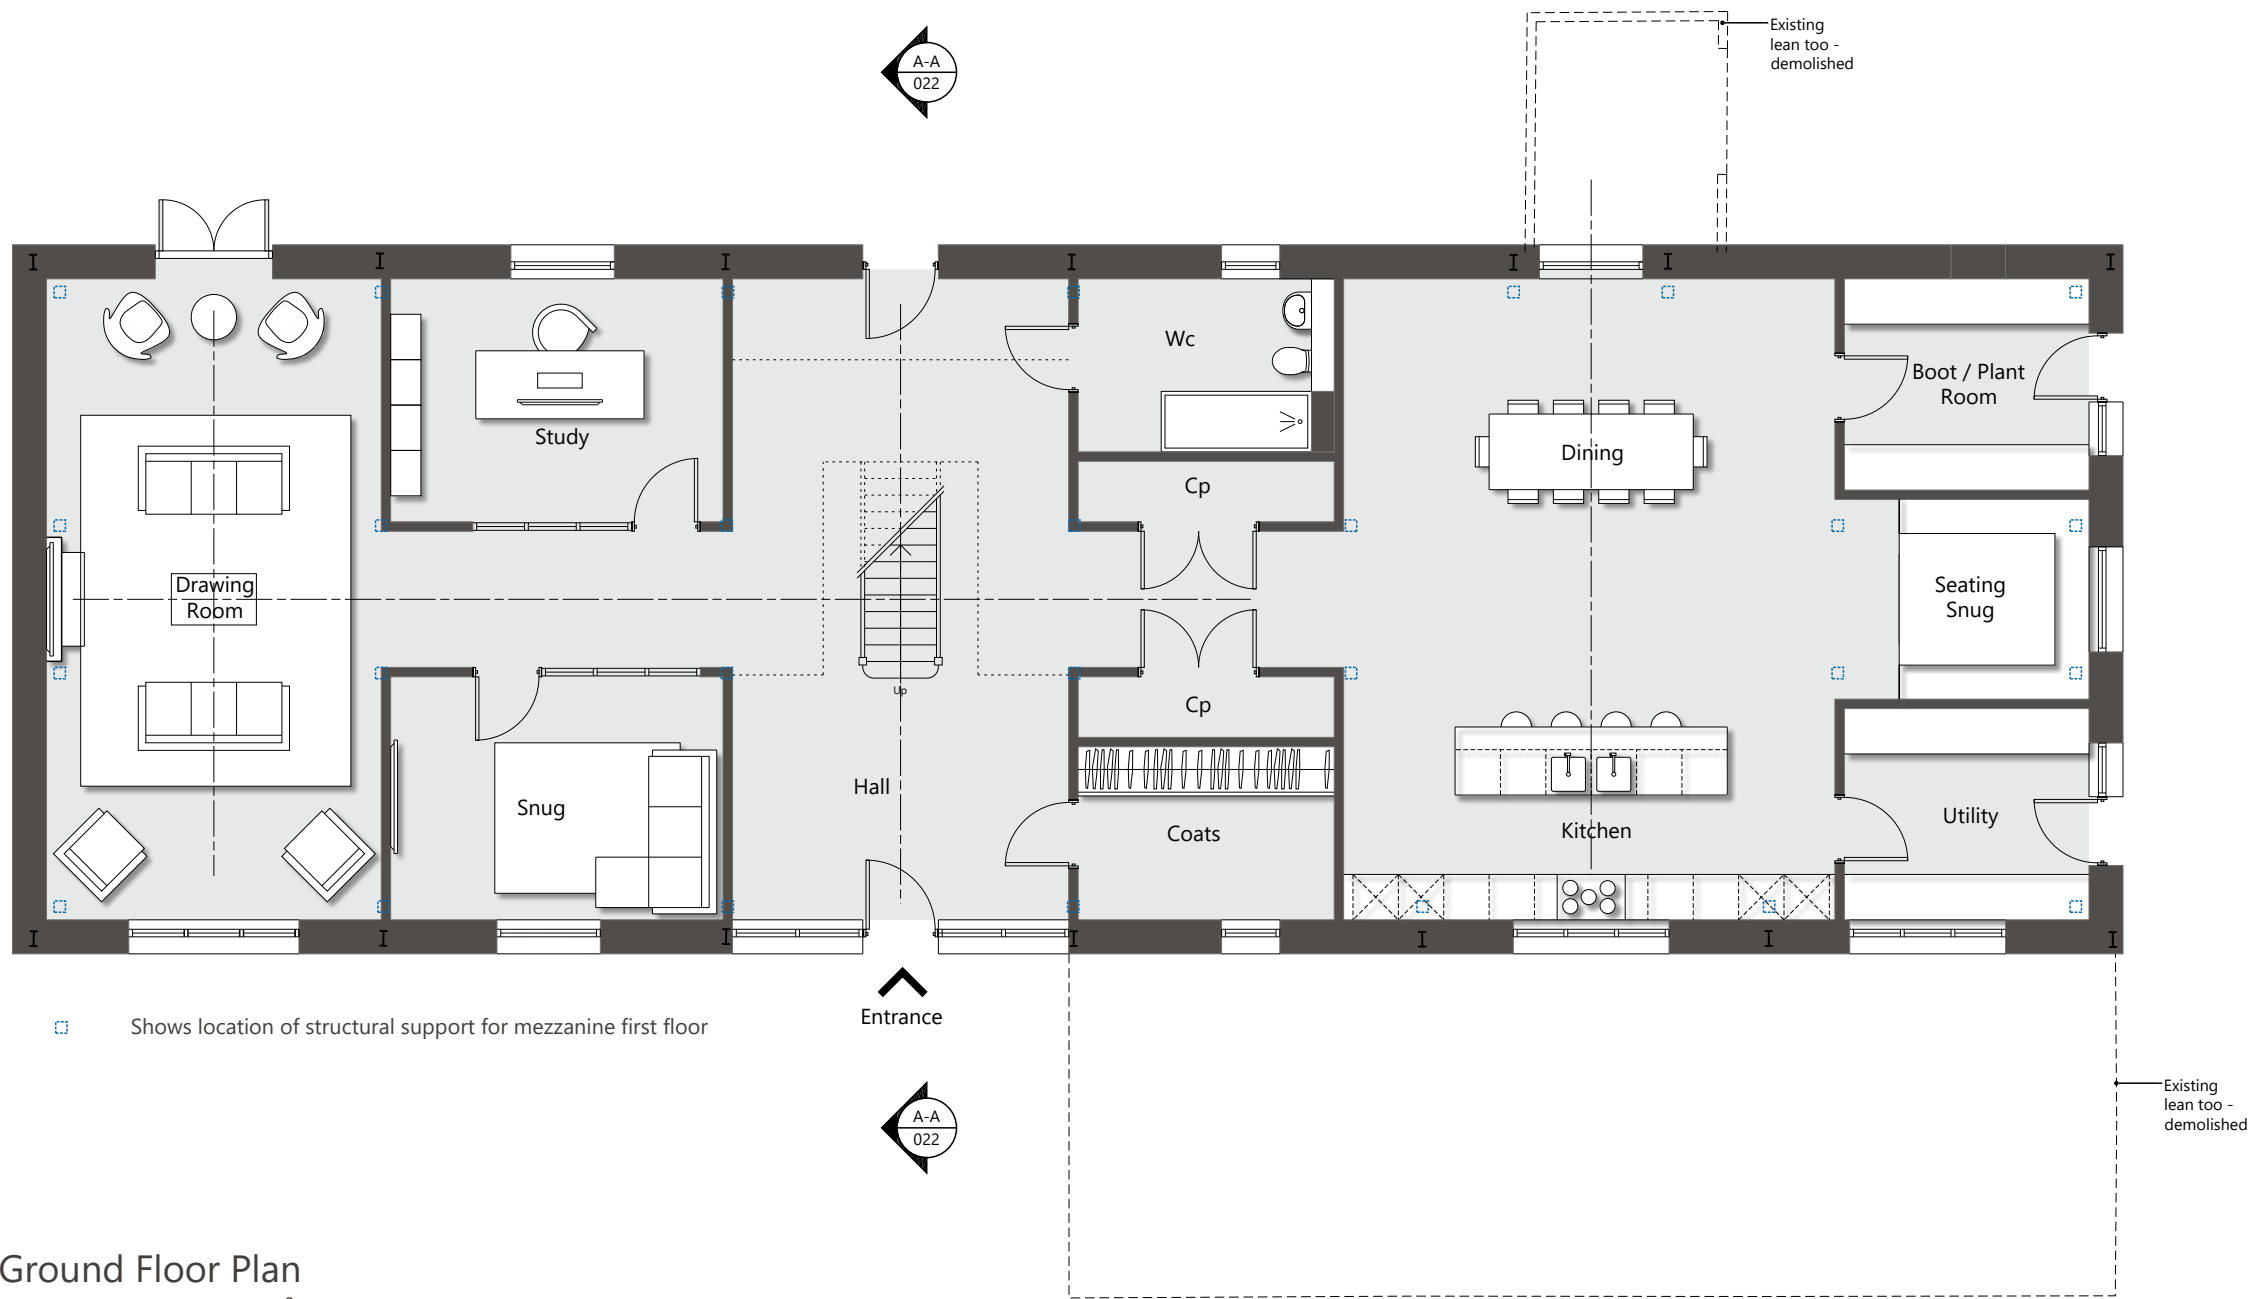 A-A
022
Existing
lean too -
demolished
Wc
Boot / Plant
Room
Study
Dining
Cp
Drawing
Room
Seating
Snug
Up
Cp
Hall
Snug
Coats
Kitchen
Utility
Entrance
Shows location of structural support for mezzanine first floor
A-A
022
Existing
lean too -
demolished
Ground Floor Plan